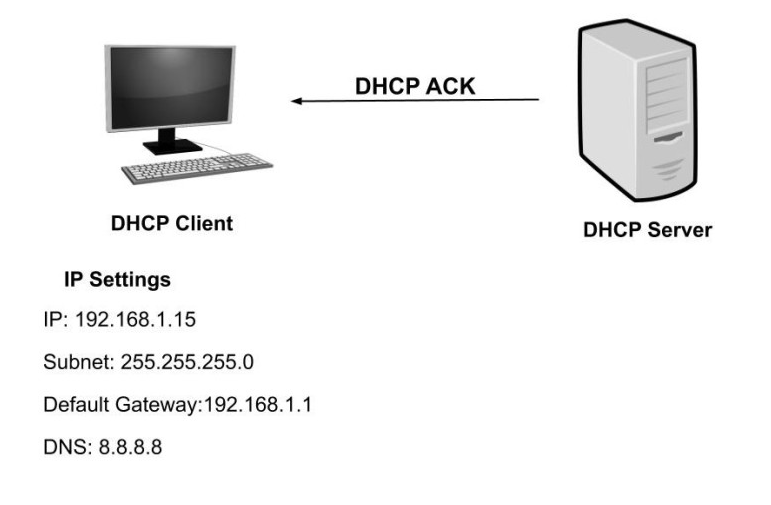 DHCP ACK
DHCP Client
DHCP Server
IP Settings
IP: 192.168.1.15
Subnet: 255.255.255.0
Default Gateway:192.168.1.1
DNS: 8.8.8.8